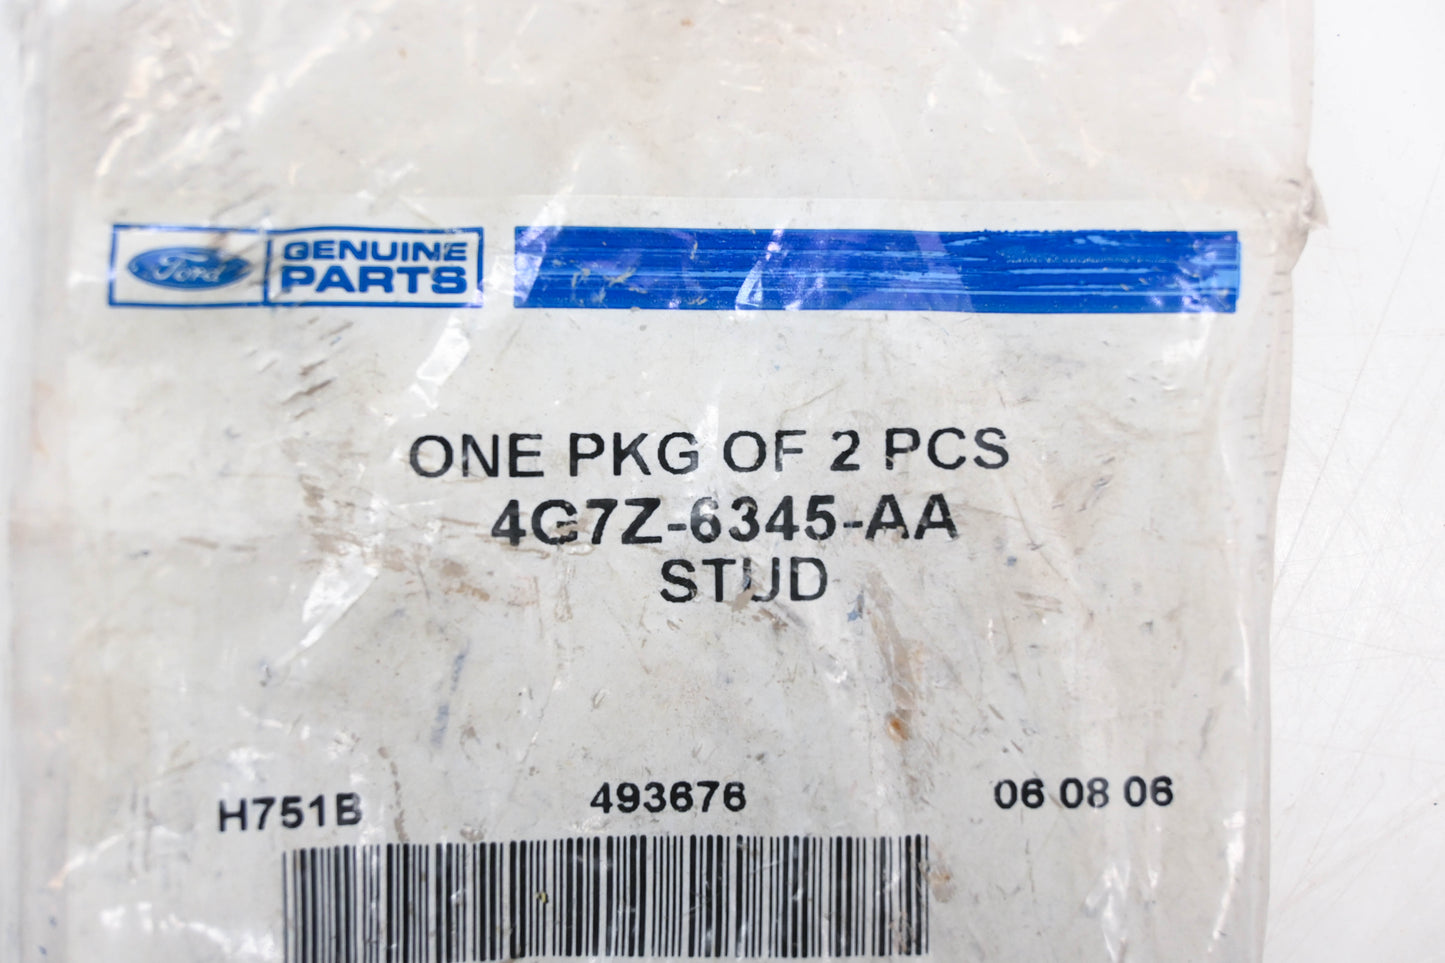 Ford
GENUINE
PARTS
ONE PKG OF 2 PCS
4G7Z-6345-AA
STUD
H751B 493676 06 08 06